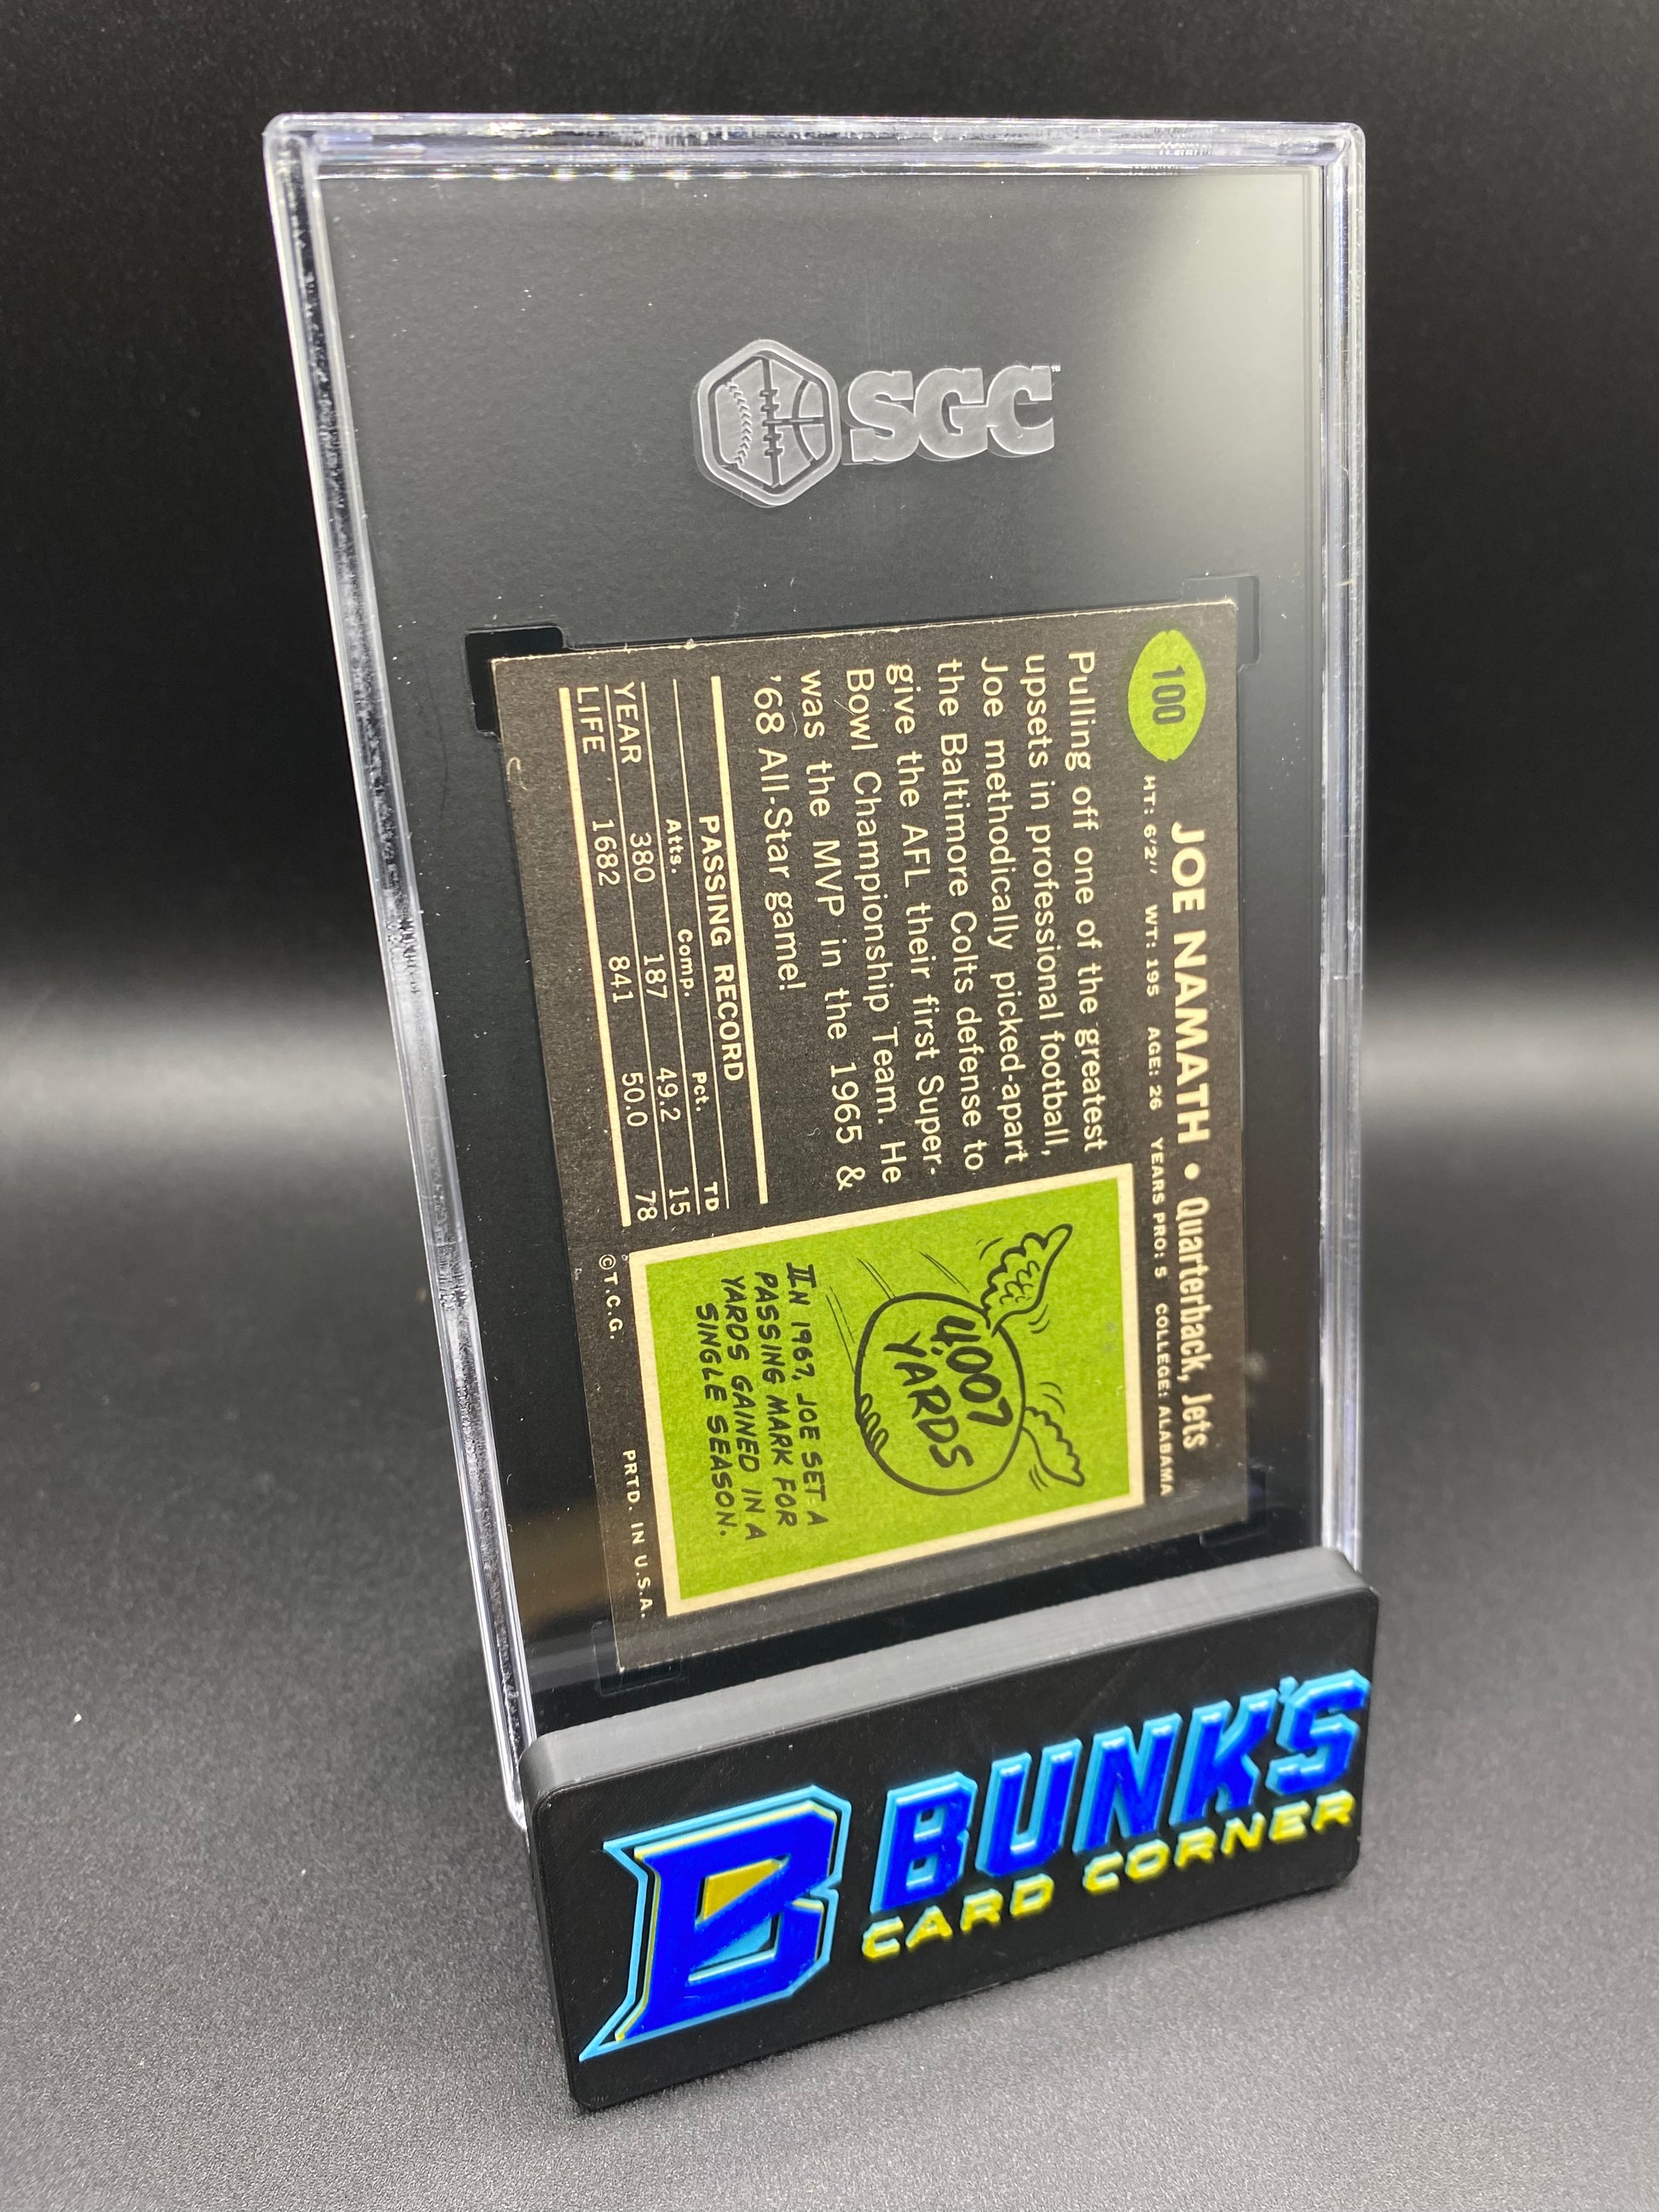 SGC
100
JOE NAMATH • Quarterback, Jets
HT: 6'2" WT: 195 AGE: 26 YEARS PRO: 5 COLLEGE: ALABAMA
Pulling off one of the greatest
upsets in professional football,
Joe methodically picked-apart
the Baltimore Colts defense to
give the AFL their first Super-
Bowl Championship Team. He
was the MVP in the 1965 &
'68 All-Star game!
PASSING RECORD
Atts. Comp. Pct. TD
YEAR 380 187 49.2 15
LIFE 1682 841 50.0 78
4,007
YARDS
IN 1967, JOE SET A
PASSING MARK FOR
YARDS GAINED IN A
SINGLE SEASON.
©T.C.G. PRTD. IN U.S.A.
B
BUNK'S
CARD CORNER